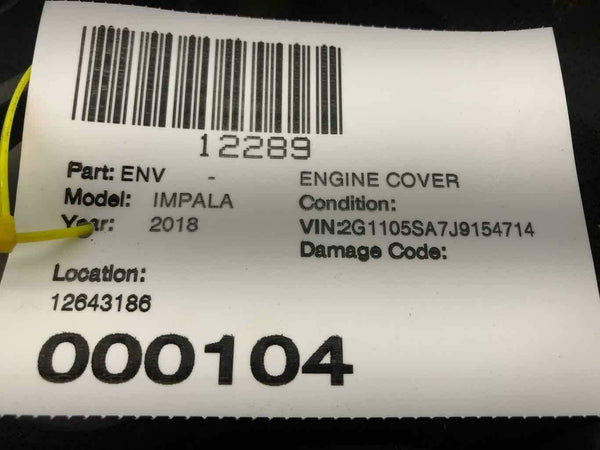 12289
Part: ENV - ENGINE COVER
Model: IMPALA Condition:
Year: 2018 VIN:2G1105SA7J9154714
Damage Code:
Location:
12643186
000104